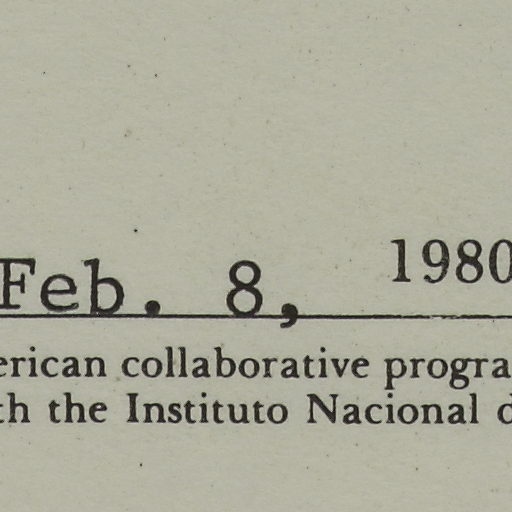 Feb. 8, 1980
erican collaborative progra
th the Instituto Nacional d